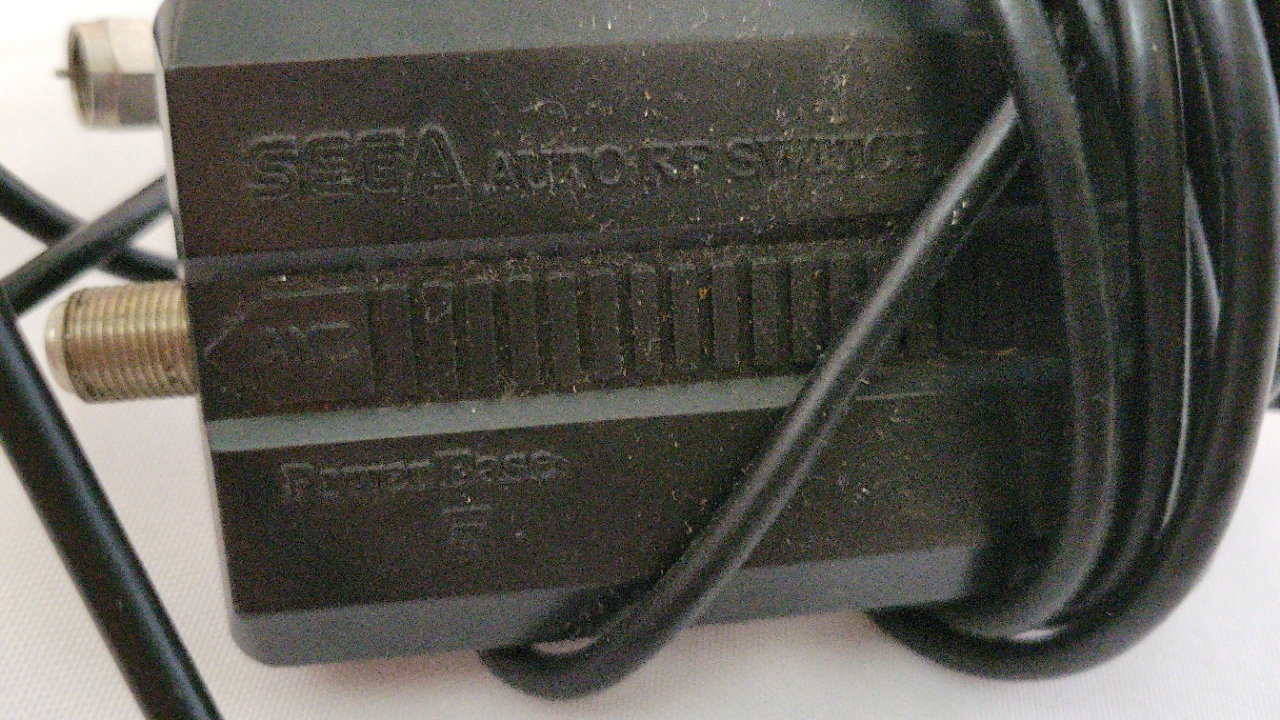 SEGA AUTO RF SWITCH
ANT
Power Base